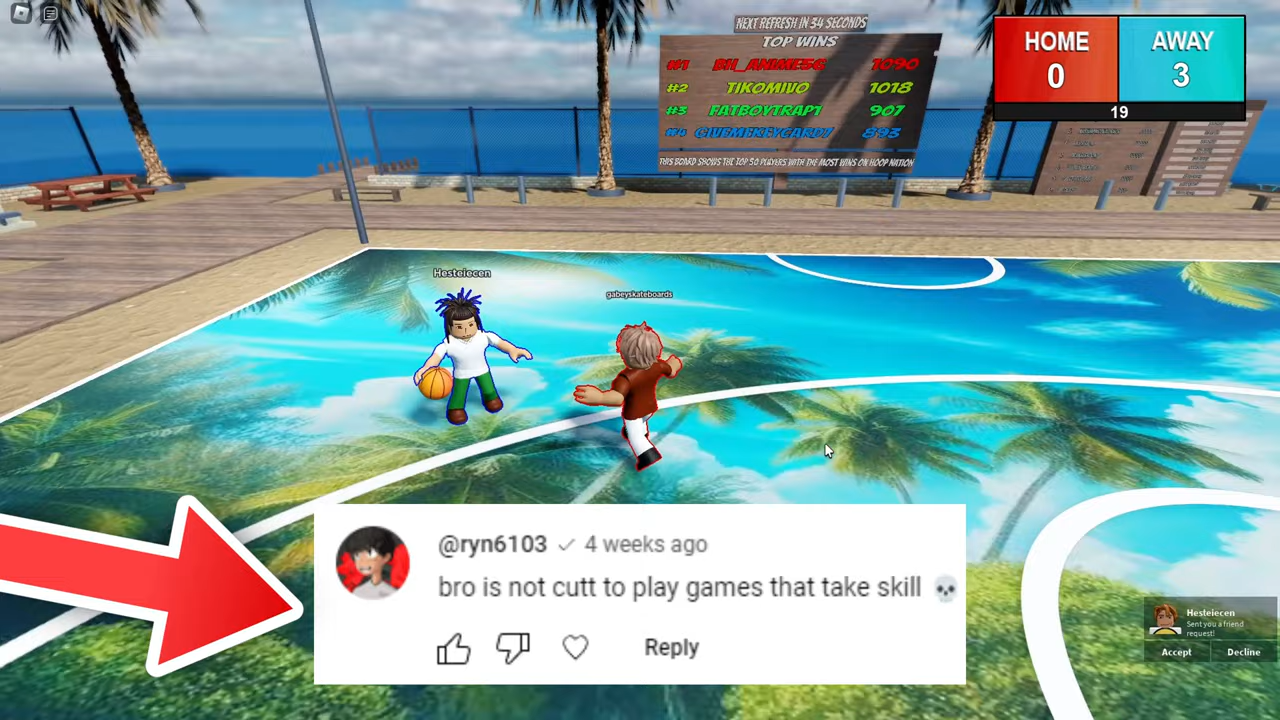 NEXT REFRESH IN 34 SECONDS
TOP WINS
#1 BH_ANIME56 1090
#2 TIKOMIVO 1018
#3 FATBOYTRAP1 907
#4 GIVEMEKEYCARD7 893
THIS BOARD SHOWS THE TOP 50 PLAYERS WITH THE MOST WINS ON HOOP NATION
HOME
0
AWAY
3
19
Hesteiecen
gabeyskateboards
@ryn6103 4 weeks ago
bro is not cutt to play games that take skill 💀
Reply
Hesteiecen
Sent you a friend
request!
Accept Decline